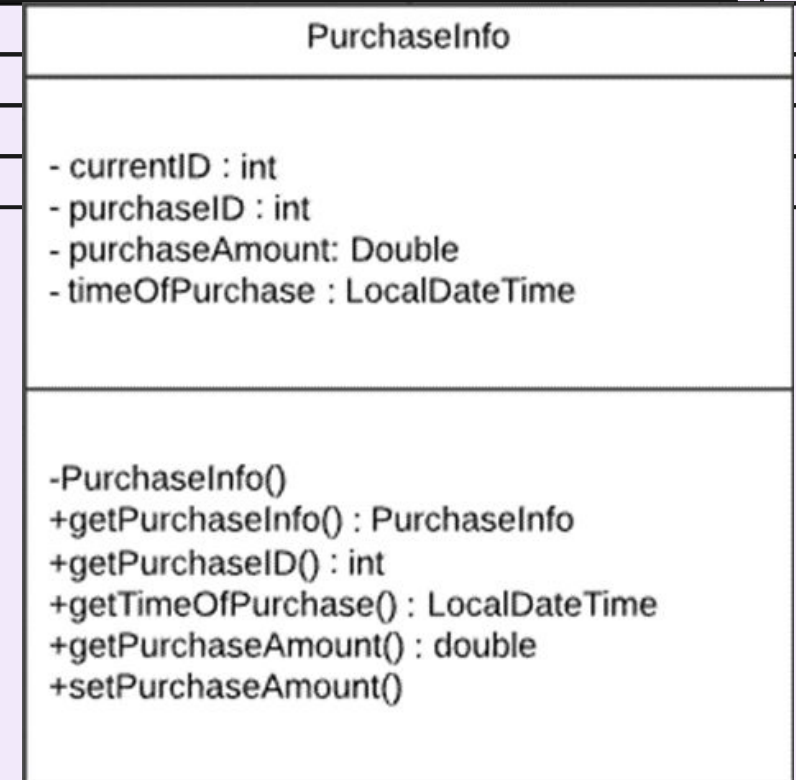 PurchaseInfo
- currentID : int
- purchaseID : int
- purchaseAmount: Double
- timeOfPurchase : LocalDateTime
-PurchaseInfo()
+getPurchaseInfo() : PurchaseInfo
+getPurchaseID() : int
+getTimeOfPurchase() : LocalDateTime
+getPurchaseAmount() : double
+setPurchaseAmount()